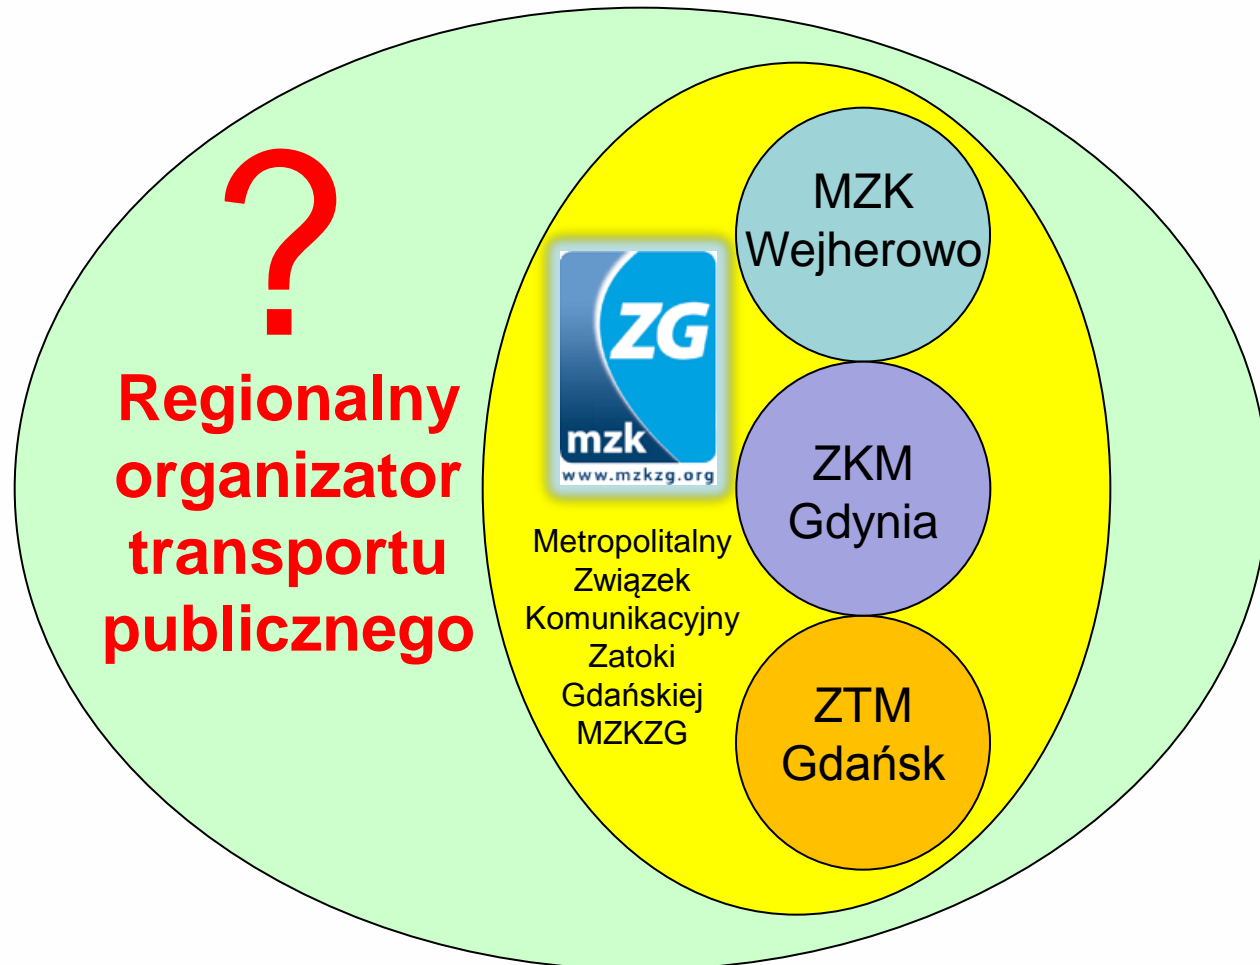 ?
Regionalny
organizator
transportu
publicznego
ZG
mzk
www.mzkzg.org
Metropolitalny
Związek
Komunikacyjny
Zatoki
Gdańskiej
MZKZG
MZK
Wejherowo
ZKM
Gdynia
ZTM
Gdańsk